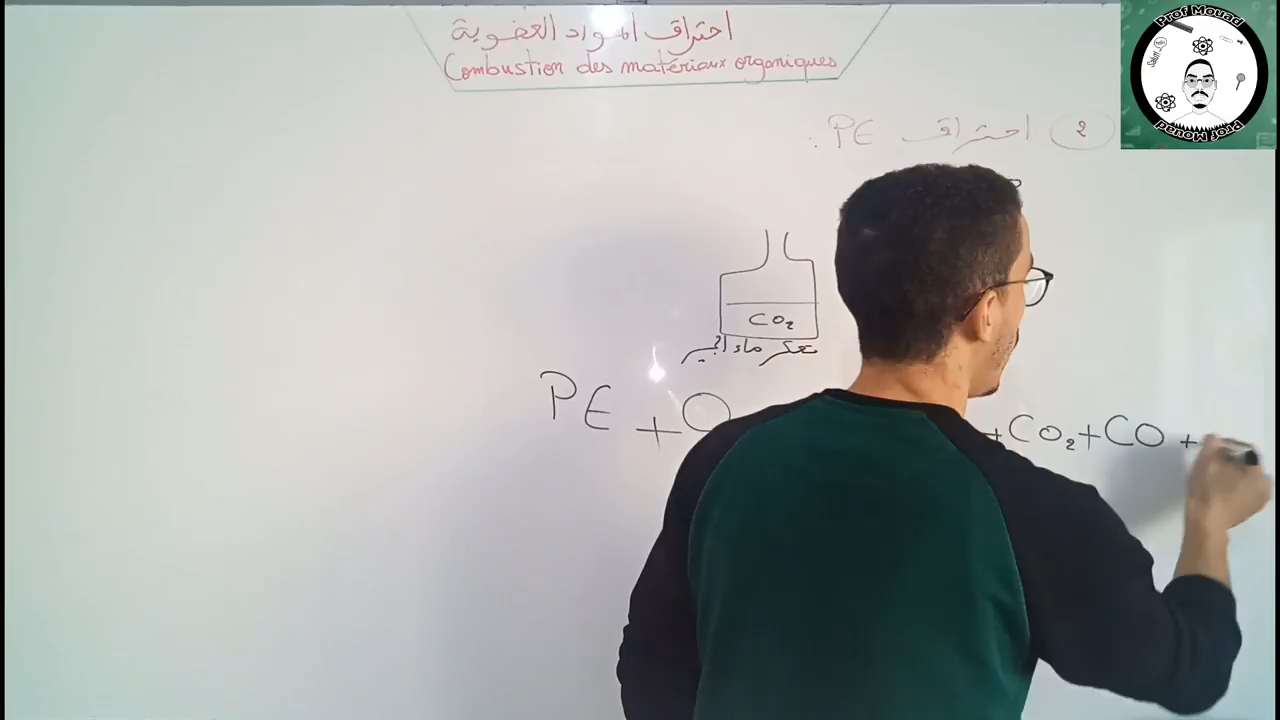 احتراق المواد العضوية
Combustion des matériaux organiques
2 احتراق PE :
CO2
تعكر ماء الجير
PE + O + CO2 + CO +
Prof Mouad
Prof Mouad